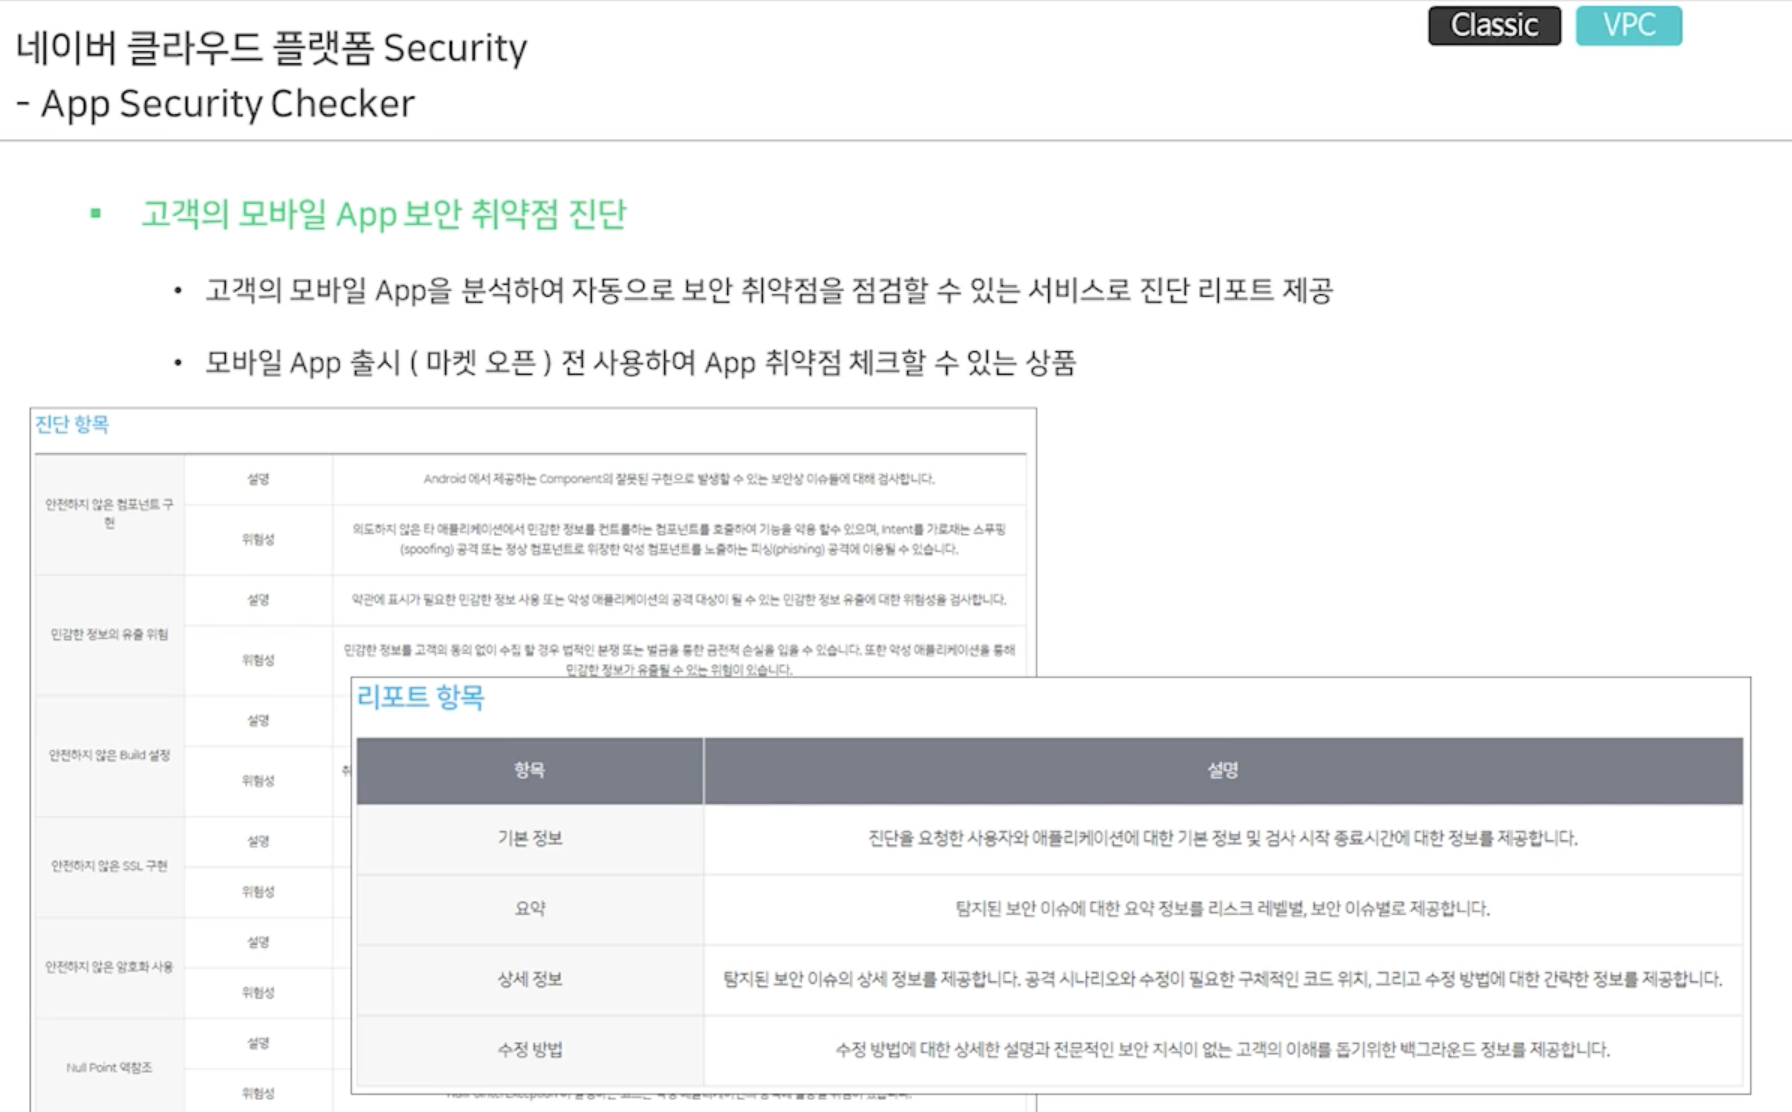 네이버 클라우드 플랫폼 Security
- App Security Checker
Classic
VPC
고객의 모바일 App 보안 취약점 진단
고객의 모바일 App을 분석하여 자동으로 보안 취약점을 점검할 수 있는 서비스로 진단 리포트 제공
모바일 App 출시 ( 마켓 오픈 ) 전 사용하여 App 취약점 체크할 수 있는 상품
진단 항목
안전하지 않은 컴포넌트 구
현
설명
Android 에서 제공하는 Component의 잘못된 구현으로 발생할 수 있는 보안상 이슈들에 대해 검사합니다.
위험성
의도하지 않은 타 애플리케이션에서 민감한 정보를 컨트롤하는 컴포넌트를 호출하여 기능을 악용 할수 있으며, Intent를 가로채는 스푸핑
(spoofing) 공격 또는 정상 컴포넌트로 위장한 악성 컴포넌트를 노출하는 피싱(phishing) 공격에 이용될 수 있습니다.
민감한 정보의 유출 위험
설명
약관에 표시가 필요한 민감한 정보 사용 또는 악성 애플리케이션의 공격 대상이 될 수 있는 민감한 정보 유출에 대한 위험성을 검사합니다.
위험성
민감한 정보를 고객의 동의 없이 수집 할 경우 법적인 분쟁 또는 벌금을 통한 금전적 손실을 입을 수 있습니다. 또한 악성 애플리케이션을 통해
민감한 정보가 유출될 수 있는 위험이 있습니다.
안전하지 않은 Build 설정
설명
위험성
취
안전하지 않은 SSL 구현
설명
위험성
안전하지 않은 암호화 사용
설명
위험성
Null Point 역참조
설명
위험성
리포트 항목
항목
설명
기본 정보
진단을 요청한 사용자와 애플리케이션에 대한 기본 정보 및 검사 시작 종료시간에 대한 정보를 제공합니다.
요약
탐지된 보안 이슈에 대한 요약 정보를 리스크 레벨별, 보안 이슈별로 제공합니다.
상세 정보
탐지된 보안 이슈의 상세 정보를 제공합니다. 공격 시나리오와 수정이 필요한 구체적인 코드 위치, 그리고 수정 방법에 대한 간략한 정보를 제공합니다.
수정 방법
수정 방법에 대한 상세한 설명과 전문적인 보안 지식이 없는 고객의 이해를 돕기위한 백그라운드 정보를 제공합니다.